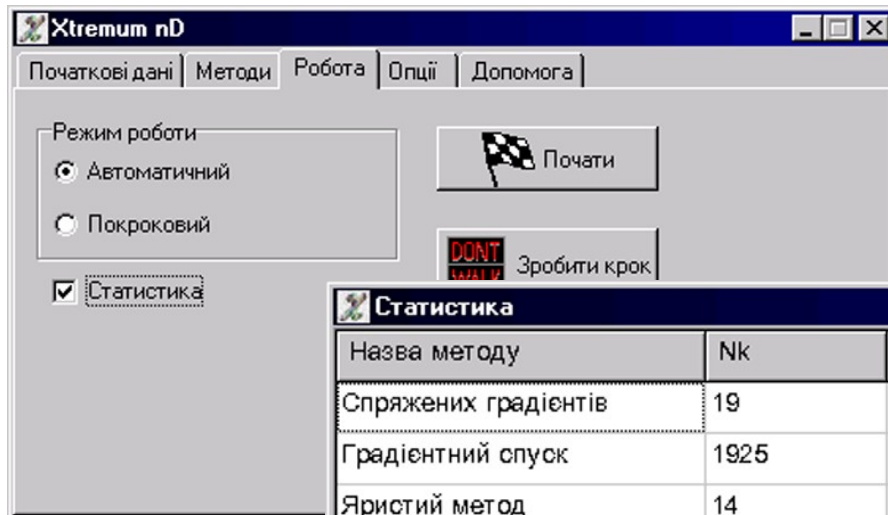 Xtremum nD
Початкові дані Методи Робота Опції Допомога
Режим роботи
Автоматичний
Покроковий
Статистика
Почати
DONT
WALK
Зробити крок
Статистика
Назва методу Nk
Спряжених градієнтів 19
Градієнтний спуск 1925
Яристий метод 14